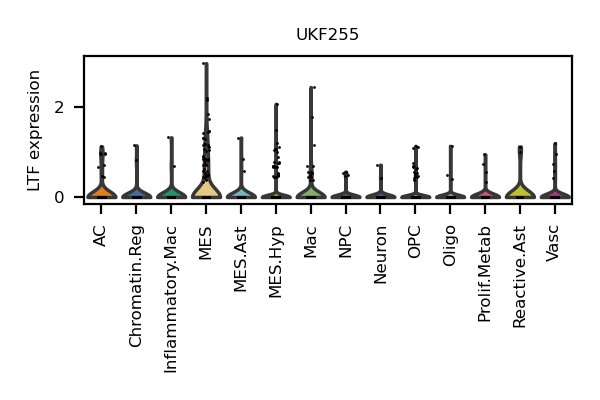 UKF255
LTF expression
2
0
AC
Chromatin.Reg
Inflammatory.Mac
MES
MES.Ast
MES.Hyp
Mac
NPC
Neuron
OPC
Oligo
Prolif.Metab
Reactive.Ast
Vasc